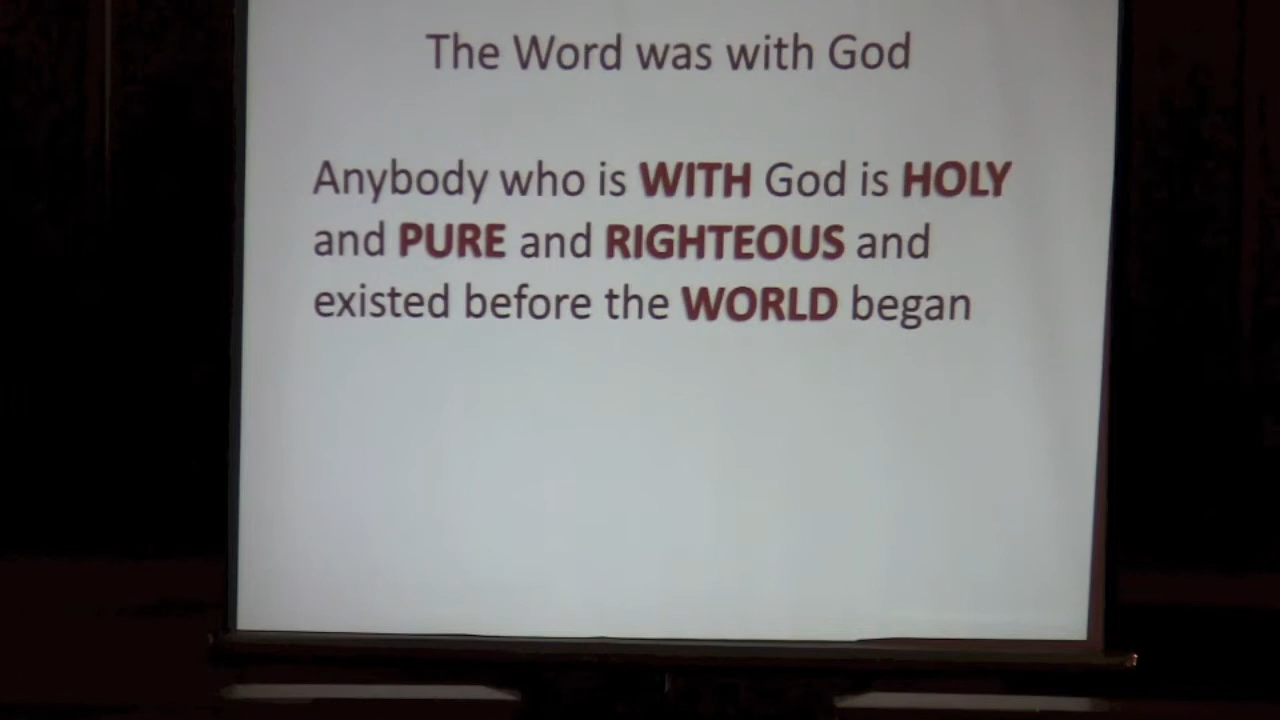 The Word was with God
Anybody who is WITH God is HOLY
and PURE and RIGHTEOUS and
existed before the WORLD began